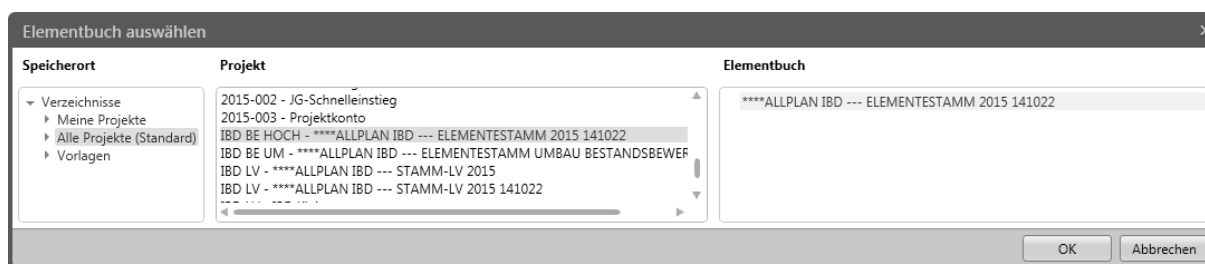 Elementbuch auswählen
Speicherort
Projekt
Elementbuch
Verzeichnisse
Meine Projekte
Alle Projekte (Standard)
Vorlagen
2015-002 - JG-Schnelleinstieg
2015-003 - Projektkonto
IBD BE HOCH - ****ALLPLAN IBD --- ELEMENTESTAMM 2015 141022
IBD BE UM - ****ALLPLAN IBD --- ELEMENTESTAMM UMBAU BESTANDSBEWER
IBD LV - ****ALLPLAN IBD --- STAMM-LV 2015
IBD LV - ****ALLPLAN IBD --- STAMM-LV 2015 141022
****ALLPLAN IBD --- ELEMENTESTAMM 2015 141022
OK
Abbrechen